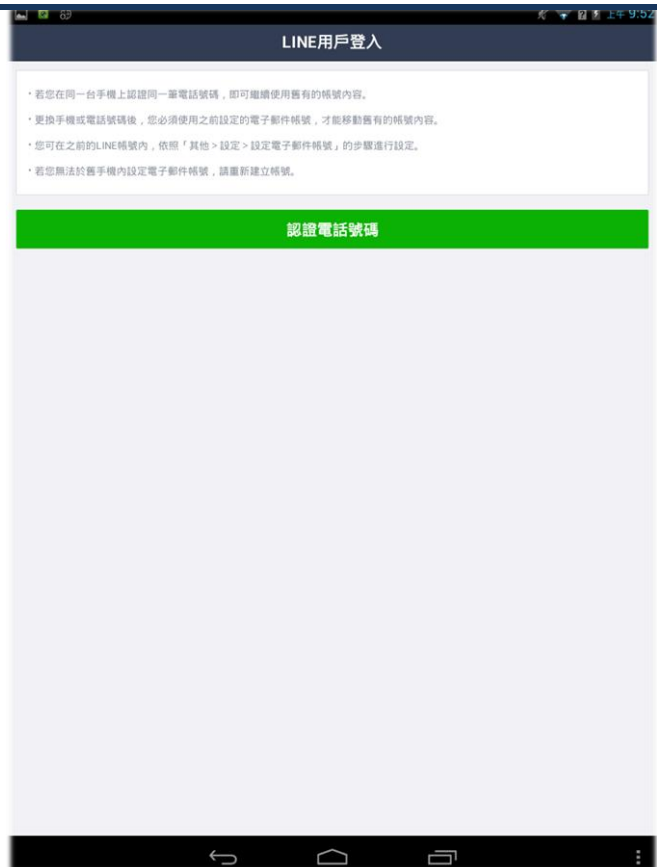 69
上午 9:52
LINE用戶登入
・若您在同一台手機上認證同一筆電話號碼，即可繼續使用舊有的帳號內容。
・更換手機或電話號碼後，您必須使用之前設定的電子郵件帳號，才能移動舊有的帳號內容。
・您可在之前的LINE帳號內，依照「其他 > 設定 > 設定電子郵件帳號」的步驟進行設定。
・若您無法於舊手機內設定電子郵件帳號，請重新建立帳號。
認證電話號碼